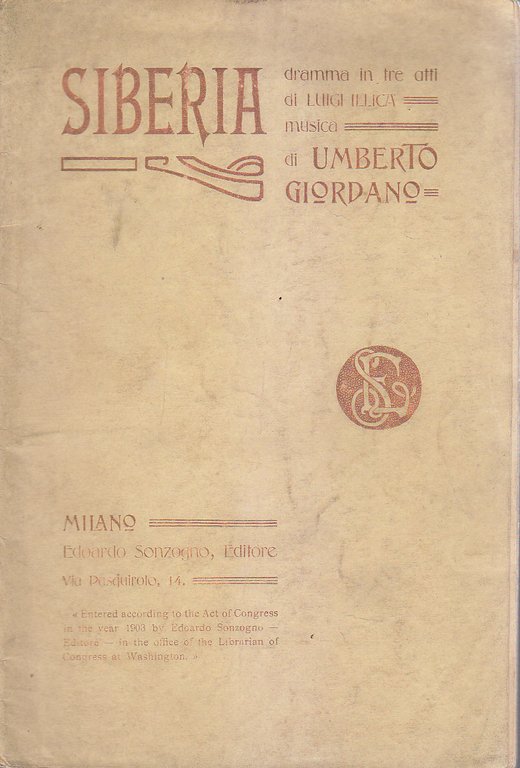 SIBERIA
dramma in tre atti
di LUIGI ILLICA
musica
di UMBERTO
GIORDANO
ES
MILANO
Edoardo Sonzogno, Editore
Via Pasquirolo, 14.
« Entered according to the Act of Congress
in the year 1903 by Edoardo Sonzogno —
Editore — in the office of the Librarian of
Congress at Washington. »